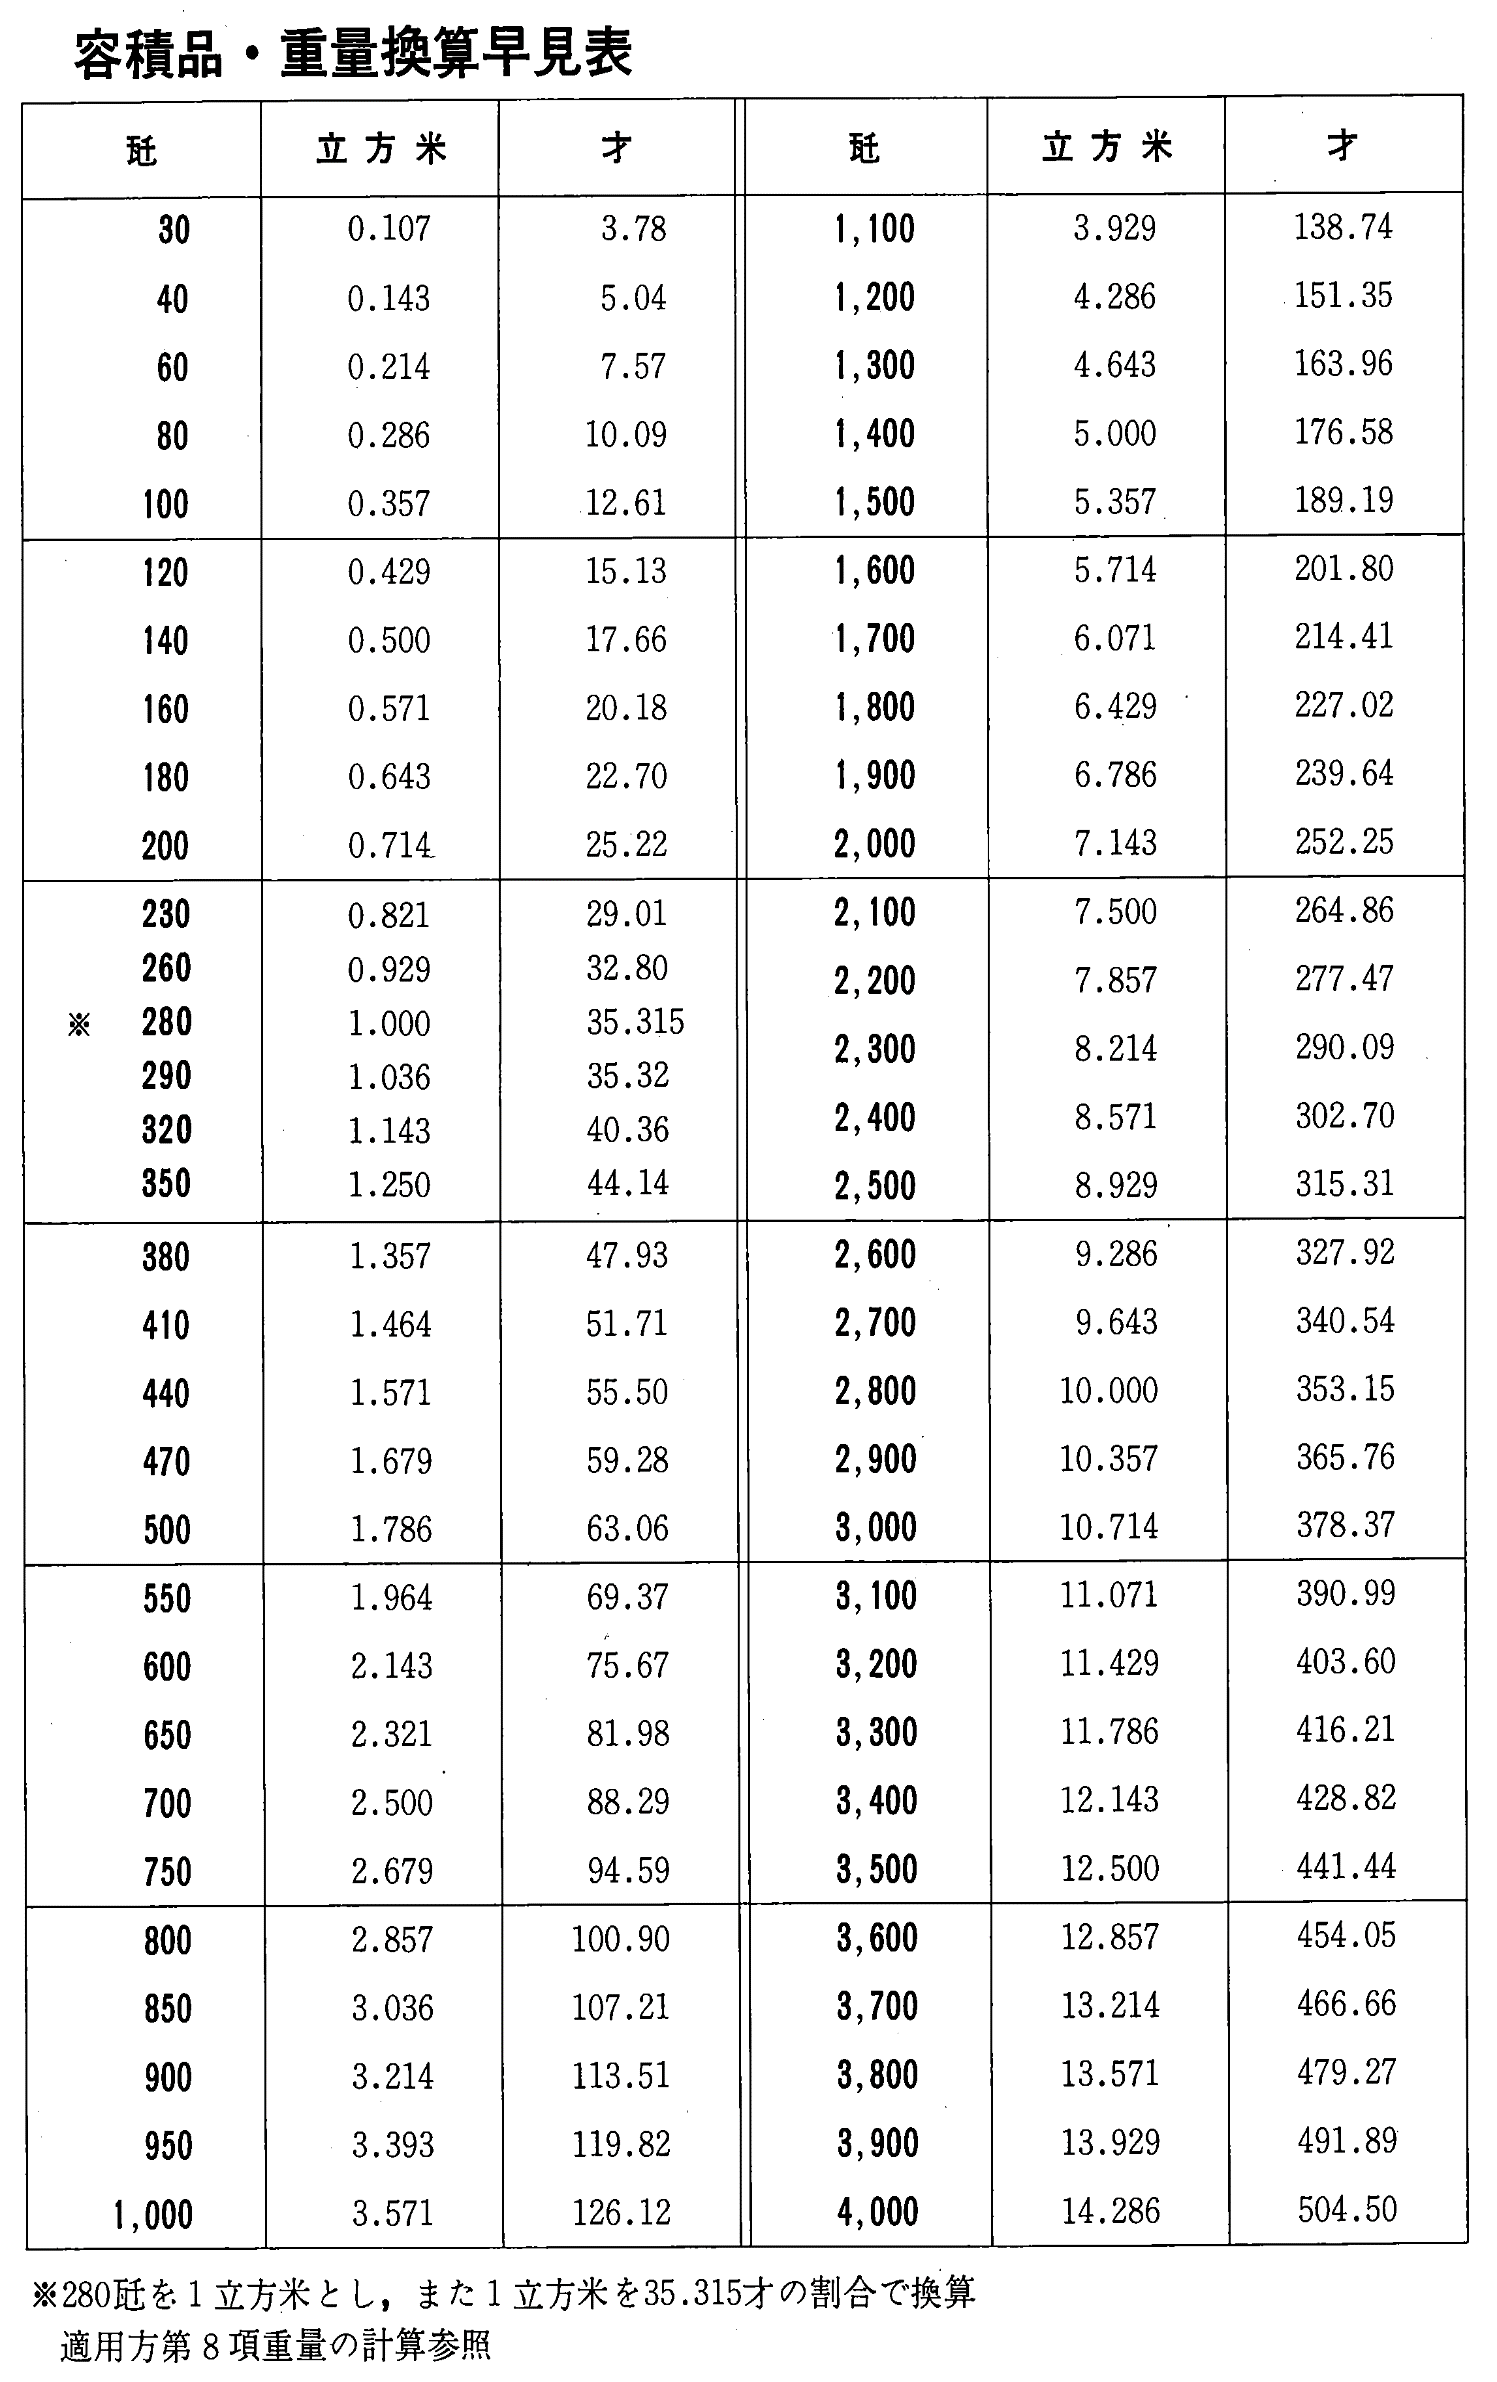 容積品・重量換算早見表
瓩 立方米 才 瓩 立方米 才
30 0.107 3.78 1,100 3.929 138.74
40 0.143 5.04 1,200 4.286 151.35
60 0.214 7.57 1,300 4.643 163.96
80 0.286 10.09 1,400 5.000 176.58
100 0.357 12.61 1,500 5.357 189.19
120 0.429 15.13 1,600 5.714 201.80
140 0.500 17.66 1,700 6.071 214.41
160 0.571 20.18 1,800 6.429 227.02
180 0.643 22.70 1,900 6.786 239.64
200 0.714 25.22 2,000 7.143 252.25
230 0.821 29.01 2,100 7.500 264.86
260 0.929 32.80 2,200 7.857 277.47
※ 280 1.000 35.315 2,300 8.214 290.09
290 1.036 35.32 2,400 8.571 302.70
320 1.143 40.36 2,500 8.929 315.31
350 1.250 44.14
380 1.357 47.93 2,600 9.286 327.92
410 1.464 51.71 2,700 9.643 340.54
440 1.571 55.50 2,800 10.000 353.15
470 1.679 59.28 2,900 10.357 365.76
500 1.786 63.06 3,000 10.714 378.37
550 1.964 69.37 3,100 11.071 390.99
600 2.143 75.67 3,200 11.429 403.60
650 2.321 81.98 3,300 11.786 416.21
700 2.500 88.29 3,400 12.143 428.82
750 2.679 94.59 3,500 12.500 441.44
800 2.857 100.90 3,600 12.857 454.05
850 3.036 107.21 3,700 13.214 466.66
900 3.214 113.51 3,800 13.571 479.27
950 3.393 119.82 3,900 13.929 491.89
1,000 3.571 126.12 4,000 14.286 504.50
※280瓩を1立方米とし，また1立方米を35.315才の割合で換算
適用方第8項重量の計算参照